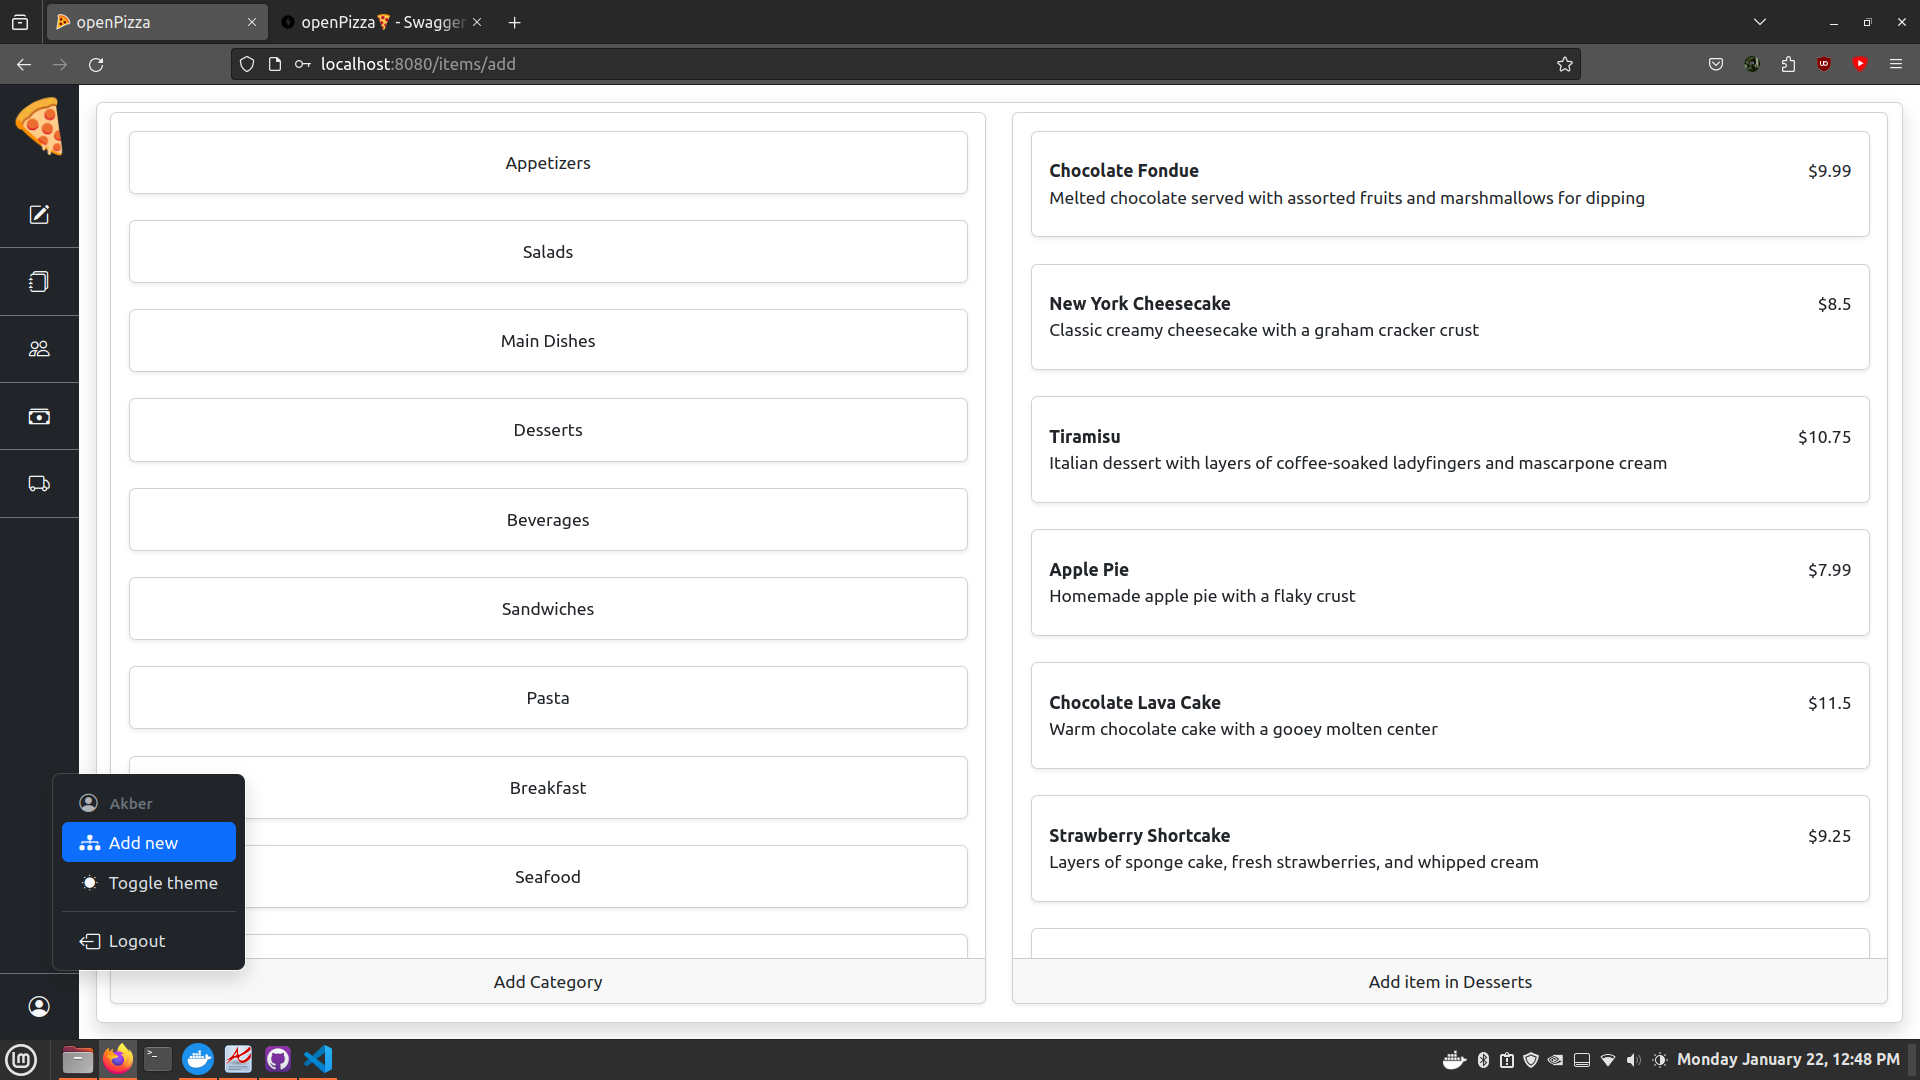 openPizza
openPizza🍕 - Swagger
localhost:8080/items/add
Appetizers
Salads
Main Dishes
Desserts
Beverages
Sandwiches
Pasta
Breakfast
Seafood
Add Category
Chocolate Fondue
$9.99
Melted chocolate served with assorted fruits and marshmallows for dipping
New York Cheesecake
$8.5
Classic creamy cheesecake with a graham cracker crust
Tiramisu
$10.75
Italian dessert with layers of coffee-soaked ladyfingers and mascarpone cream
Apple Pie
$7.99
Homemade apple pie with a flaky crust
Chocolate Lava Cake
$11.5
Warm chocolate cake with a gooey molten center
Strawberry Shortcake
$9.25
Layers of sponge cake, fresh strawberries, and whipped cream
Add item in Desserts
Akber
Add new
Toggle theme
Logout
Monday January 22, 12:48 PM